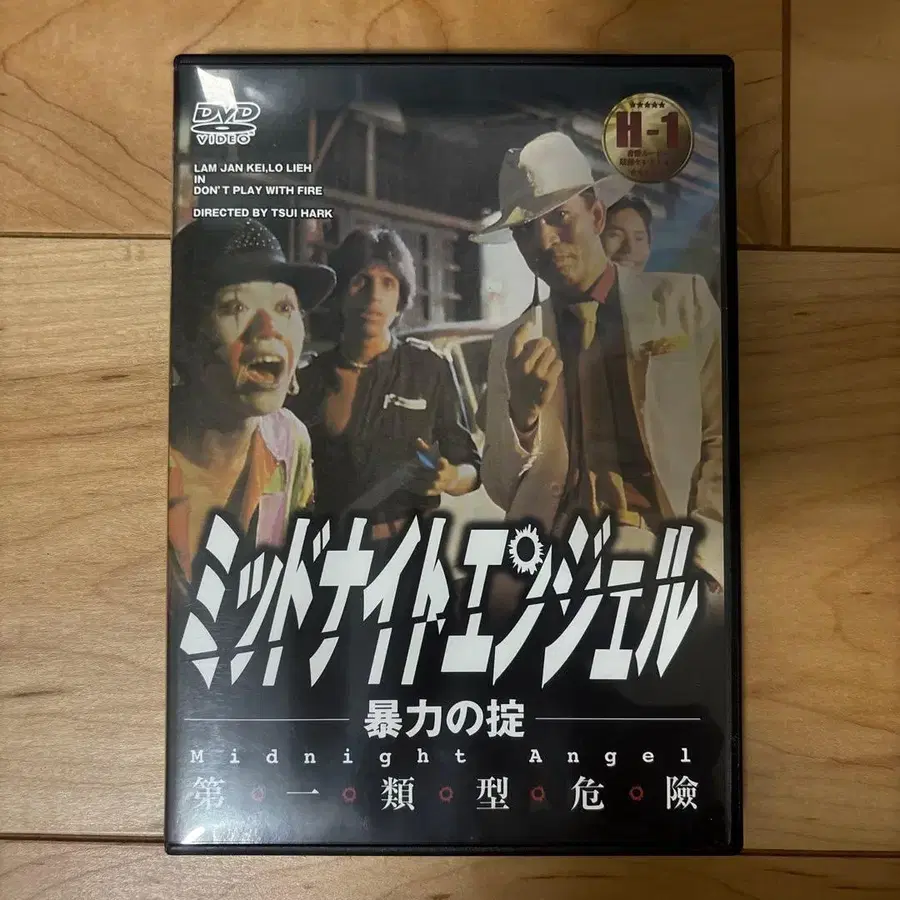 DVD
VIDEO
LAM JAN KEI,LO LIEH
IN
DON'T PLAY WITH FIRE
DIRECTED BY TSUI HARK
H-1
ミッドナイトエンジェル
暴力の掟
Midnight Angel
第一類型危險